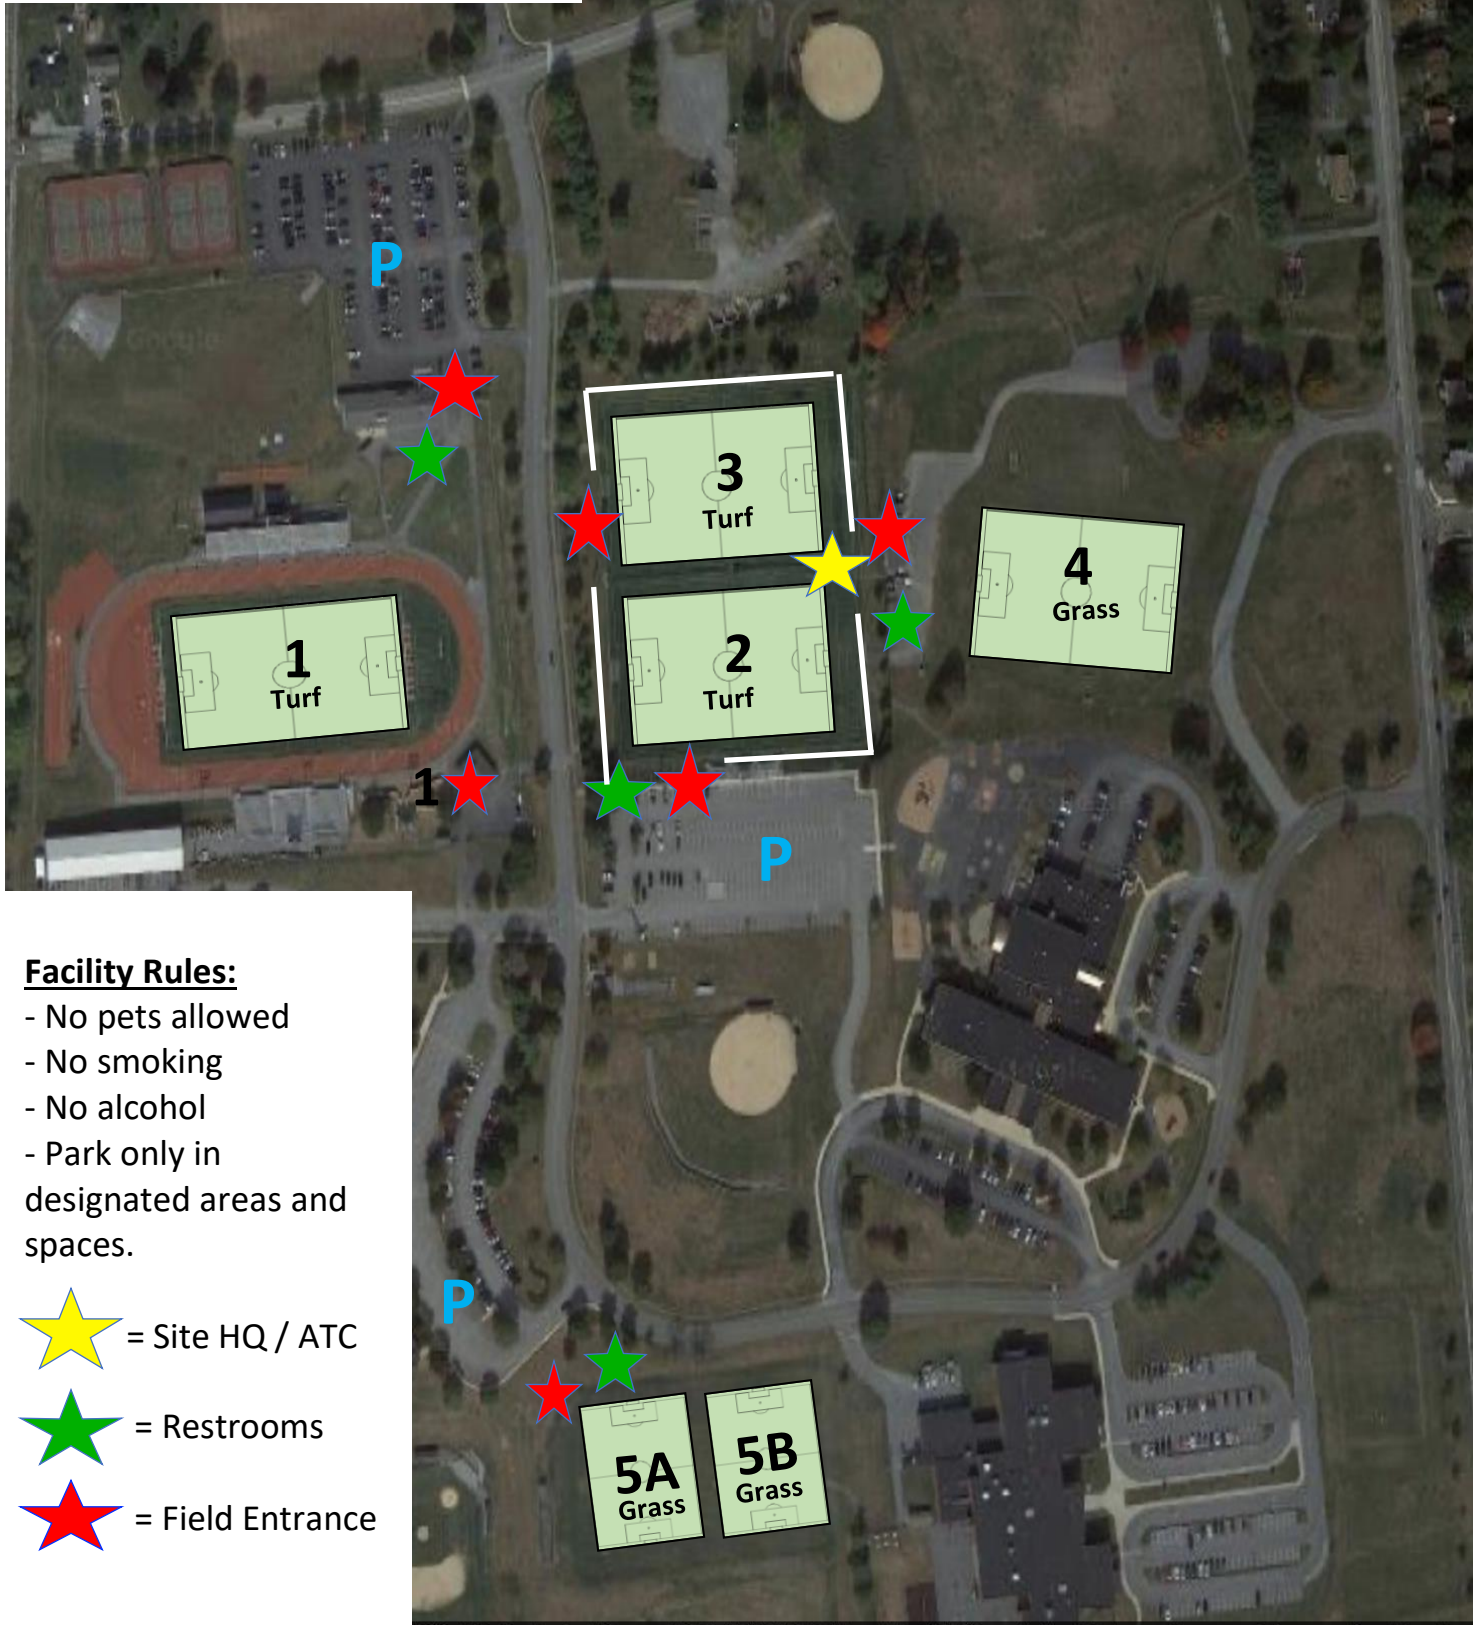 Google
P
3
Turf
4
Grass
1
Turf
2
Turf
1
P
Facility Rules:
- No pets allowed
- No smoking
- No alcohol
- Park only in
designated areas and
spaces.
P
= Site HQ / ATC
= Restrooms
= Field Entrance
5A
Grass
5B
Grass